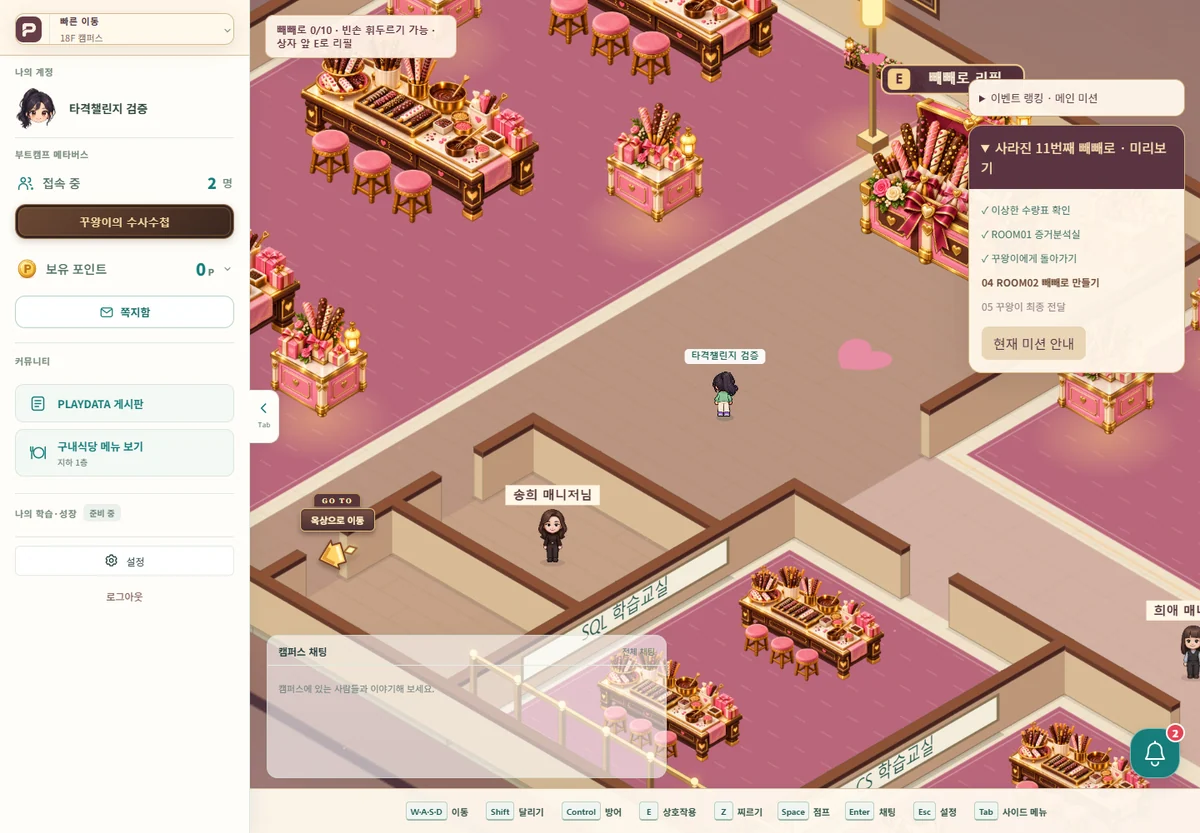 빠른 이동
18F 캠퍼스
나의 계정
타격챌린지 검증
부트캠프 메타버스
접속 중 2 명
꾸왕이의 수사수첩
보유 포인트 0 P
쪽지함
커뮤니티
PLAYDATA 게시판
구내식당 메뉴 보기
지하 1층
나의 학습·성장 준비 중
설정
로그아웃
Tab
빼빼로 0/10 · 빈손 휘두르기 가능 ·
상자 앞 E로 리필
E 빼빼로 리필
▶ 이벤트 랭킹 · 메인 미션
▼ 사라진 11번째 빼빼로 · 미리보
기
✓ 이상한 수량표 확인
✓ ROOM01 증거분석실
✓ 꾸왕이에게 돌아가기
04 ROOM02 빼빼로 만들기
05 꾸왕이 최종 전달
현재 미션 안내
타격챌린지 검증
송희 매니저님
GO TO
옥상으로 이동
SQL 학습교실
희애 매니
캠퍼스 채팅 전체 채팅
캠퍼스에 있는 사람들과 이야기해 보세요.
CS 학습교실
2
W·A·S·D 이동 Shift 달리기 Control 방어 E 상호작용 Z 찌르기 Space 점프 Enter 채팅 Esc 설정 Tab 사이드 메뉴